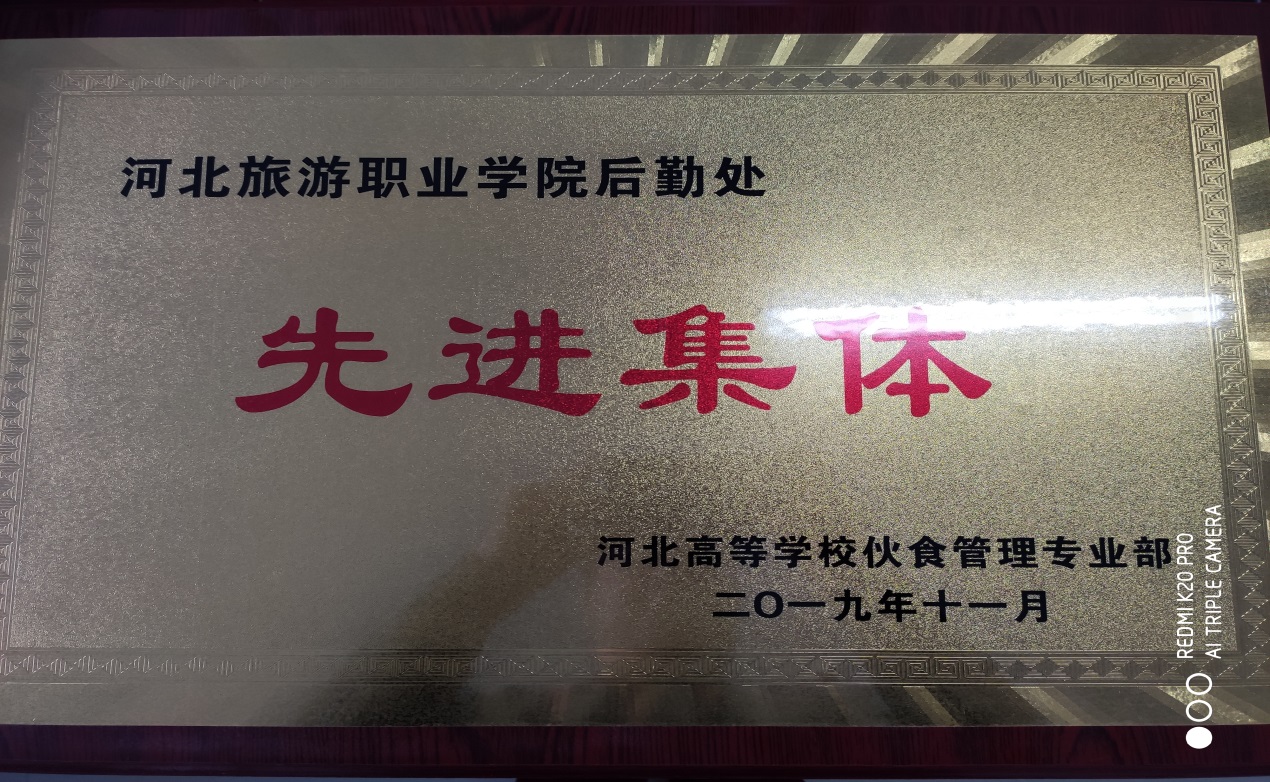 河北旅游职业学院后勤处
先进集体
河北高等学校伙食管理专业部
二〇一九年十一月
REDMI K20 PRO
AI TRIPLE CAMERA